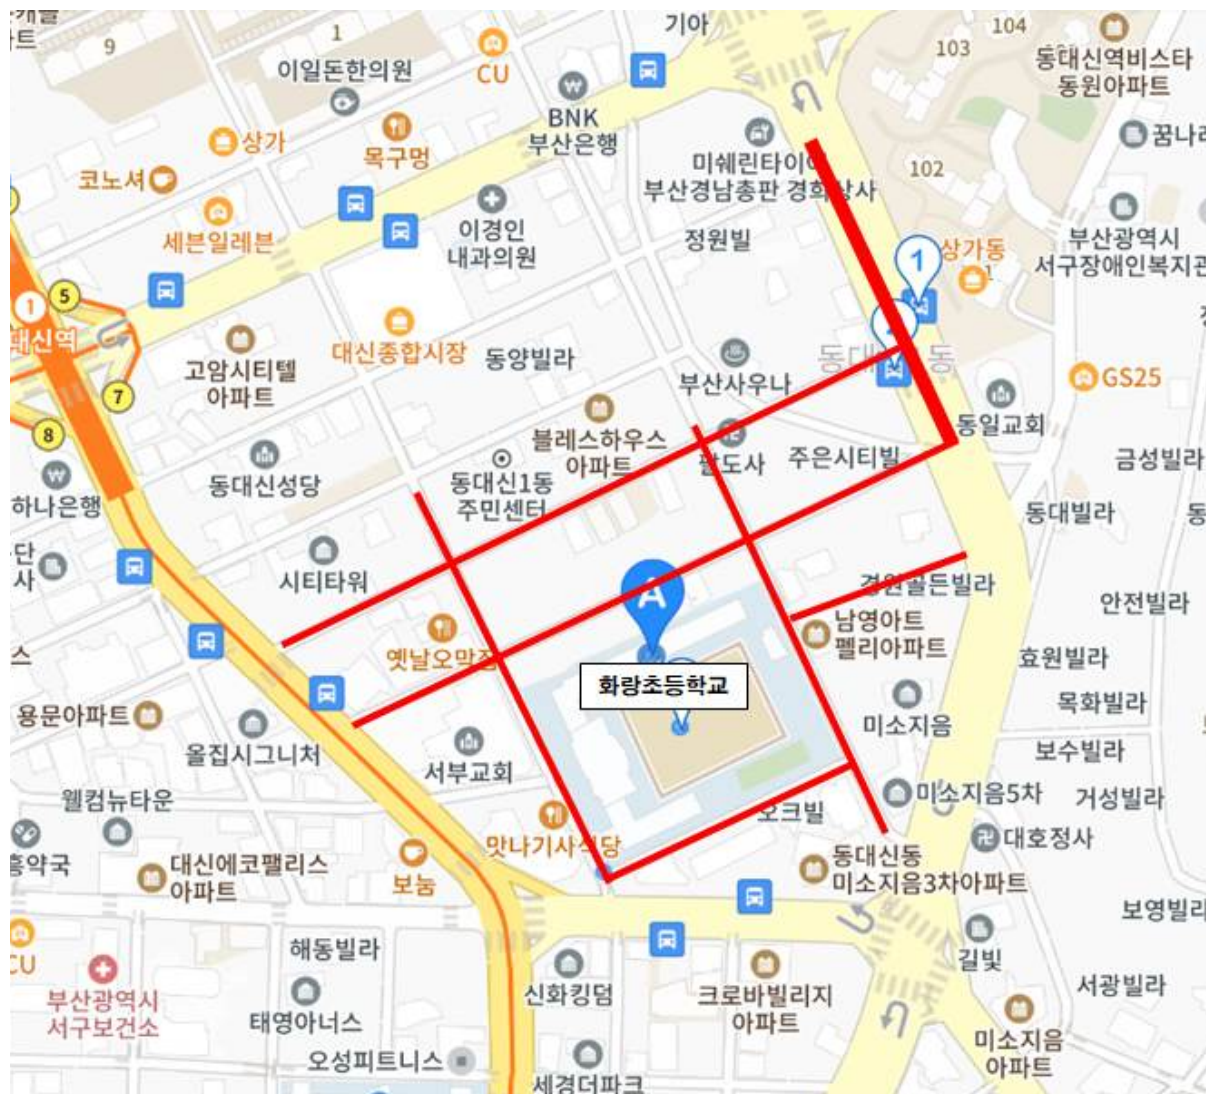 아트
9
1
이일돈한의원
CU
기아
104
103
동대신역비스타
동원아파트
BNK
부산은행
상가
목구멍
코노셔
미쉐린타이어
부산경남총판 경희상사
102
세븐일레븐
이경인
내과의원
정원빌
부산광역시
서구장애인복지관
상가동
1
5
1
대신역
7
8
고암시티텔
아파트
대신종합시장
동양빌라
부산사우나
GS25
동일교회
하나은행
동대신성당
동대신1동
주민센터
블레스하우스
아파트
팔도사
주은시티빌
금성빌라
동대빌라
시티타워
A
경원골든빌라
안전빌라
옛날오막집
남영아트
펠리아파트
효원빌라
화랑초등학교
목화빌라
용문아파트
올집시그니처
서부교회
미소지음
보수빌라
웰컴뉴타운
미소지음5차
거성빌라
맛나기사식당
오크빌
대호정사
대신에코팰리스
아파트
보눔
동대신동
미소지음3차아파트
보영빌라
CU
해동빌라
길빛
부산광역시
서구보건소
신화킹덤
크로바빌리지
아파트
서광빌라
태영아너스
미소지음
아파트
오성피트니스
세경더파크